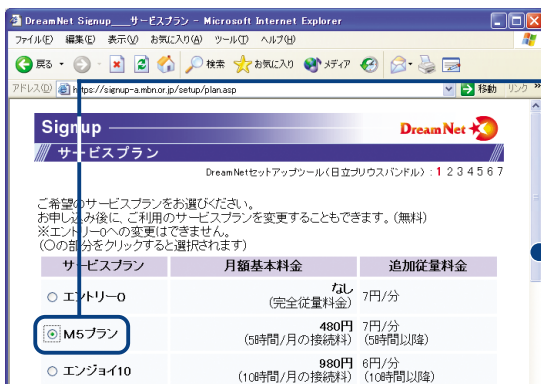 DreamNet Signup___サービスプラン - Microsoft Internet Explorer
ファイル(F) 編集(E) 表示(V) お気に入り(A) ツール(T) ヘルプ(H)
戻る 検索 お気に入り メディア
アドレス(D) https://signup-a.mbn.or.jp/setup/plan.asp 移動 リンク »
Signup DreamNet
サービスプラン
DreamNetセットアップツール(日立プリウスバンドル) : 1 2 3 4 5 6 7
ご希望のサービスプランをお選びください。
お申し込み後に、ご利用のサービスプランを変更することもできます。(無料)
※エントリー0への変更はできません。
(○の部分をクリックすると選択されます)
サービスプラン 月額基本料金 追加従量料金
エントリー0 なし 7円/分
(完全従量料金)
M5プラン 480円 7円/分
(5時間/月の接続料) (5時間以降)
エンジョイ10 980円 6円/分
(10時間/月の接続料) (10時間以降)